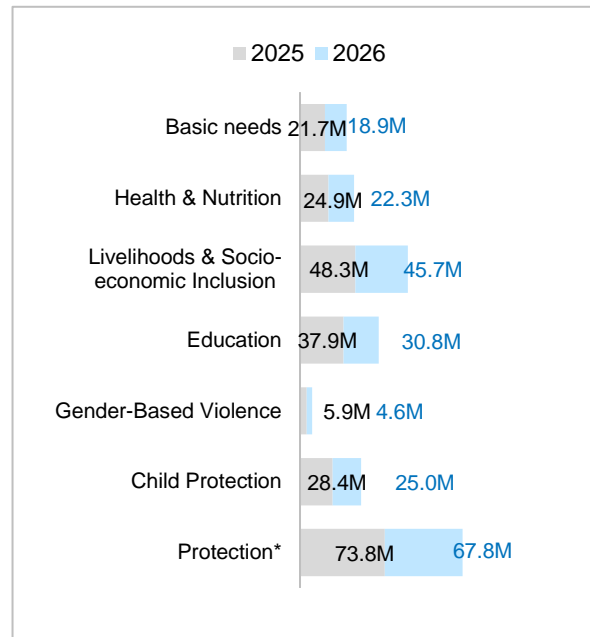 2025 2026
Basic needs 21.7M 18.9M
Health & Nutrition 24.9M 22.3M
Livelihoods & Socio-
economic Inclusion 48.3M 45.7M
Education 37.9M 30.8M
Gender-Based Violence 5.9M 4.6M
Child Protection 28.4M 25.0M
Protection* 73.8M 67.8M